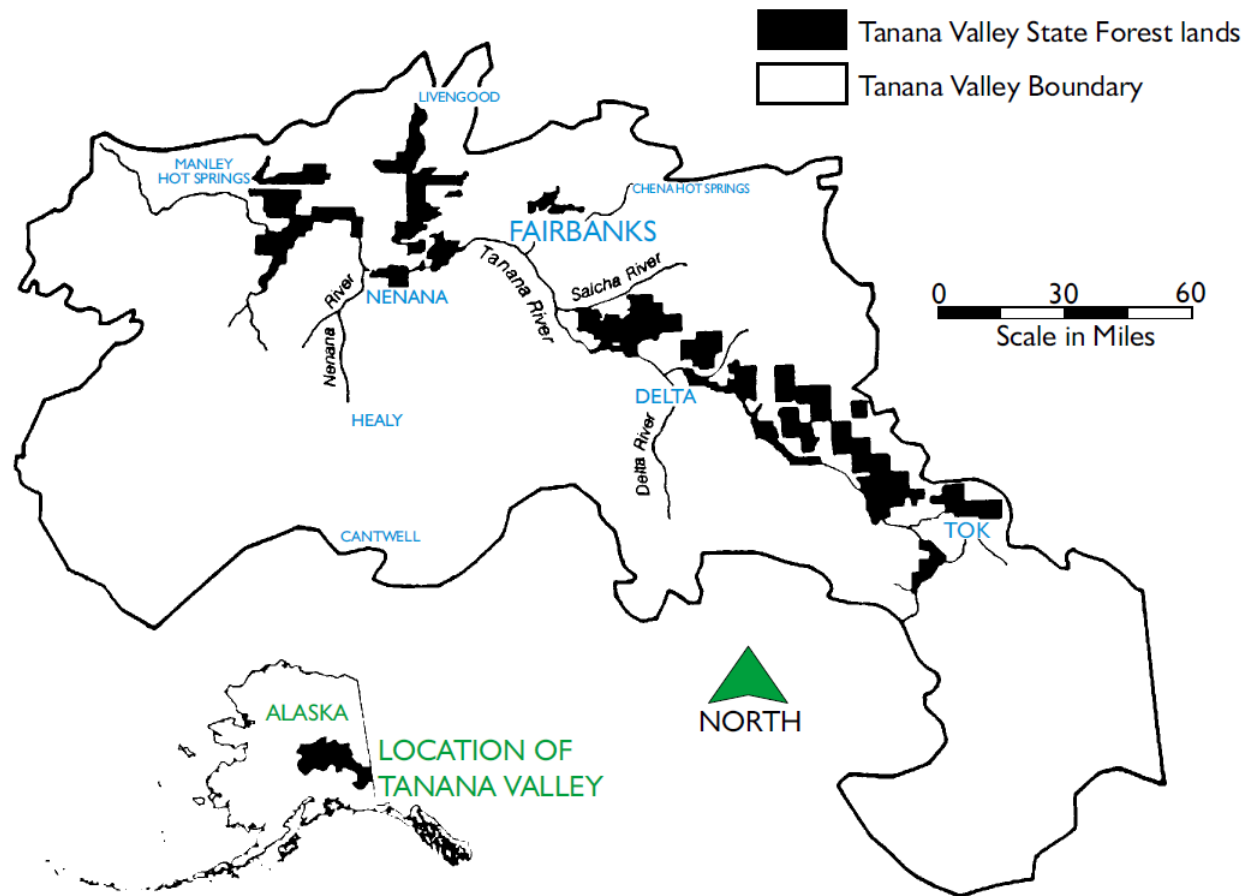 Tanana Valley State Forest lands
Tanana Valley Boundary
LIVENGOOD
MANLEY
HOT SPRINGS
CHENA HOT SPRINGS
FAIRBANKS
Tanana River
Salcha River
River
Nenana
NENANA
0 30 60
Scale in Miles
DELTA
HEALY
Delta River
CANTWELL
TOK
NORTH
ALASKA
LOCATION OF
TANANA VALLEY